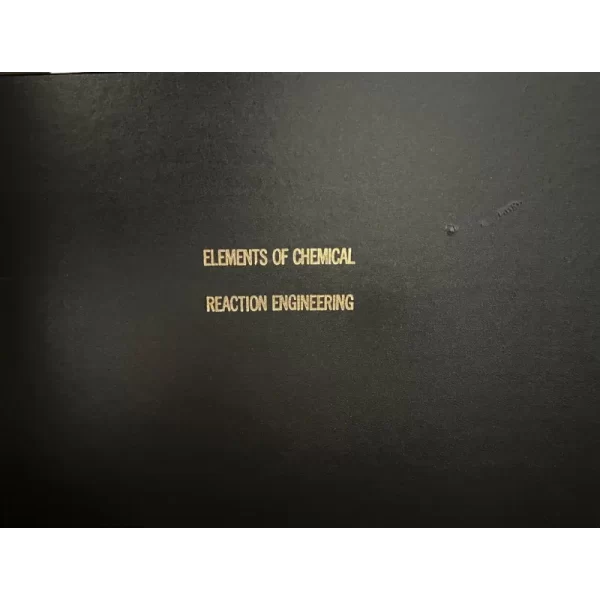 ELEMENTS OF CHEMICAL
REACTION ENGINEERING